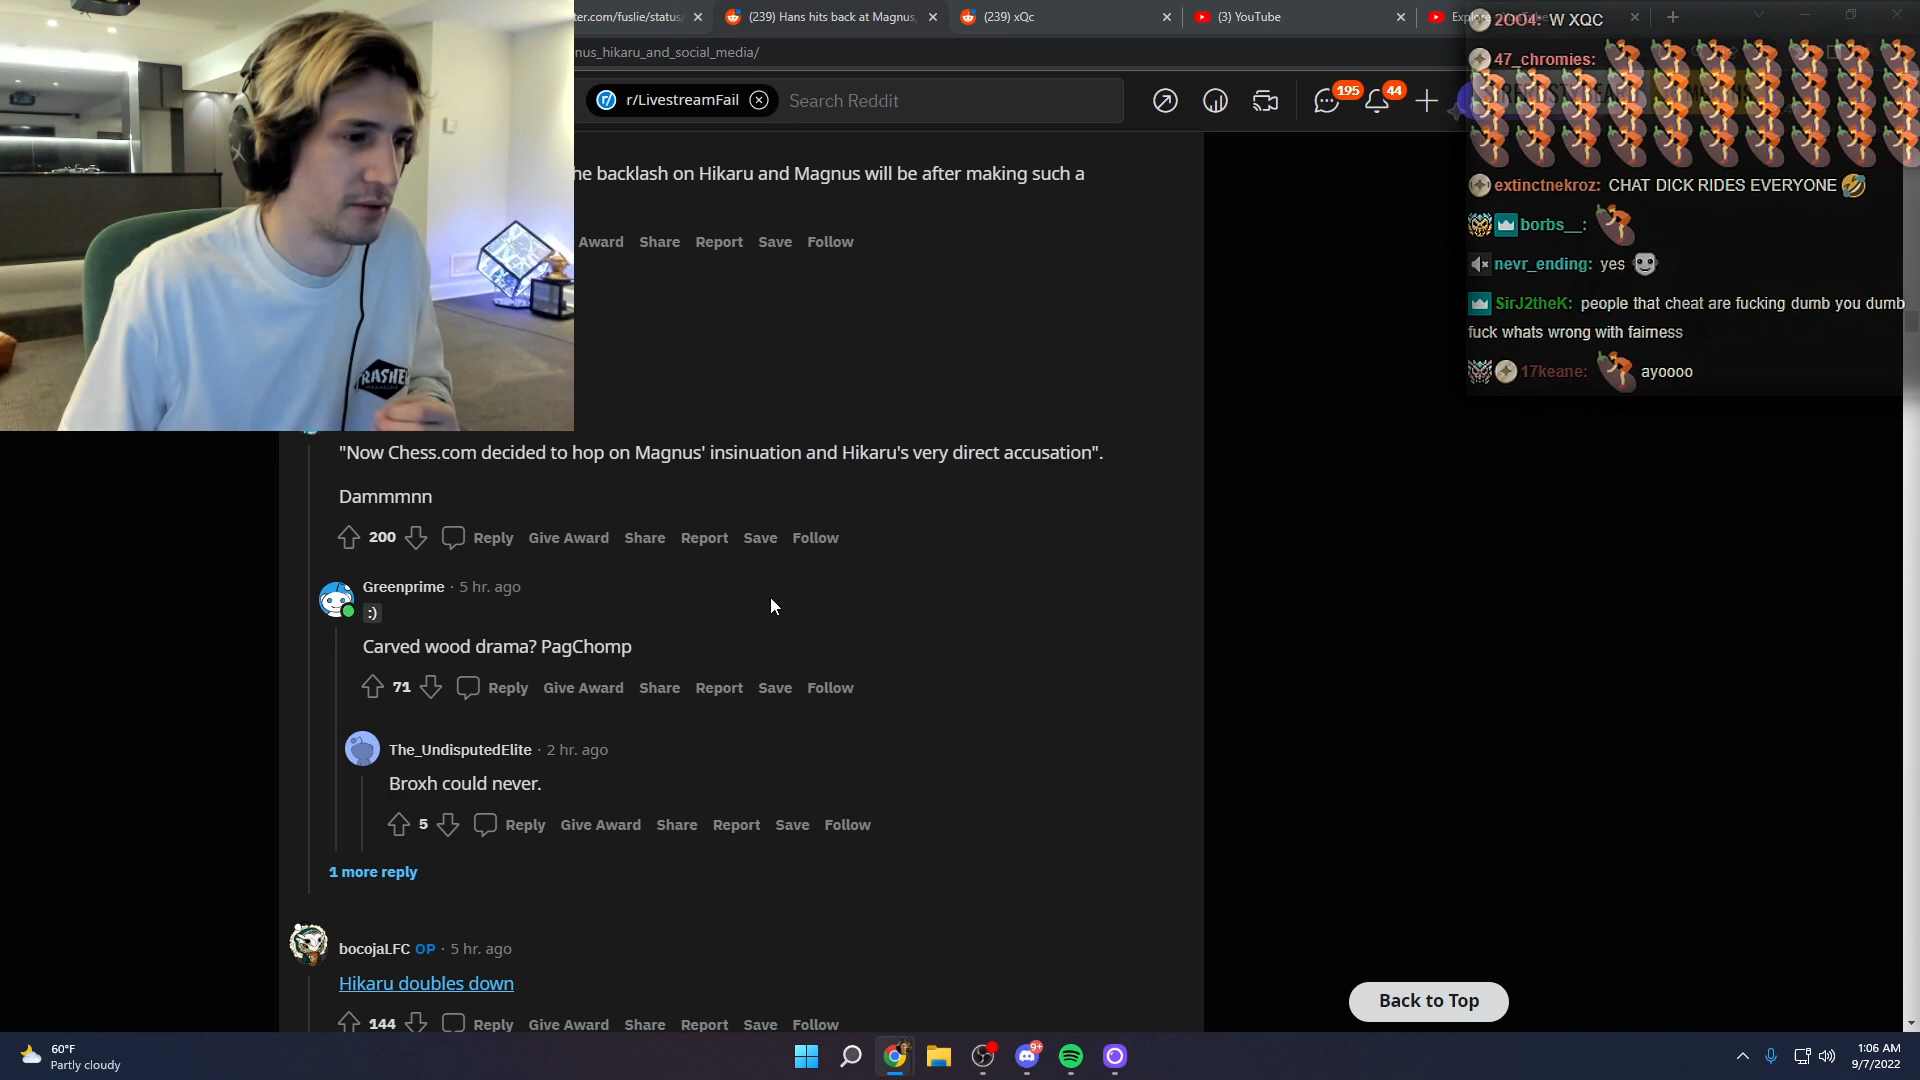 ter.com/fuslie/status/
(239) Hans hits back at Magnus,
(239) xQc
(3) YouTube
nus_hikaru_and_social_media/
r/LivestreamFail
Search Reddit
195
44
2004: W XQC
47_chromies:
extinctnekroz: CHAT DICK RIDES EVERYONE 🤣
borbs__:
nevr_ending: yes
SirJ2theK: people that cheat are fucking dumb you dumb
fuck whats wrong with fairness
17keane: ayoooo
he backlash on Hikaru and Magnus will be after making such a
Award Share Report Save Follow
RASHE
"Now Chess.com decided to hop on Magnus' insinuation and Hikaru's very direct accusation".
Dammmnn
200 Reply Give Award Share Report Save Follow
Greenprime · 5 hr. ago
:)
Carved wood drama? PagChomp
71 Reply Give Award Share Report Save Follow
The_UndisputedElite · 2 hr. ago
Broxh could never.
5 Reply Give Award Share Report Save Follow
1 more reply
bocojaLFC OP · 5 hr. ago
Hikaru doubles down
144 Reply Give Award Share Report Save Follow
Back to Top
60°F
Partly cloudy
9+
1:06 AM
9/7/2022